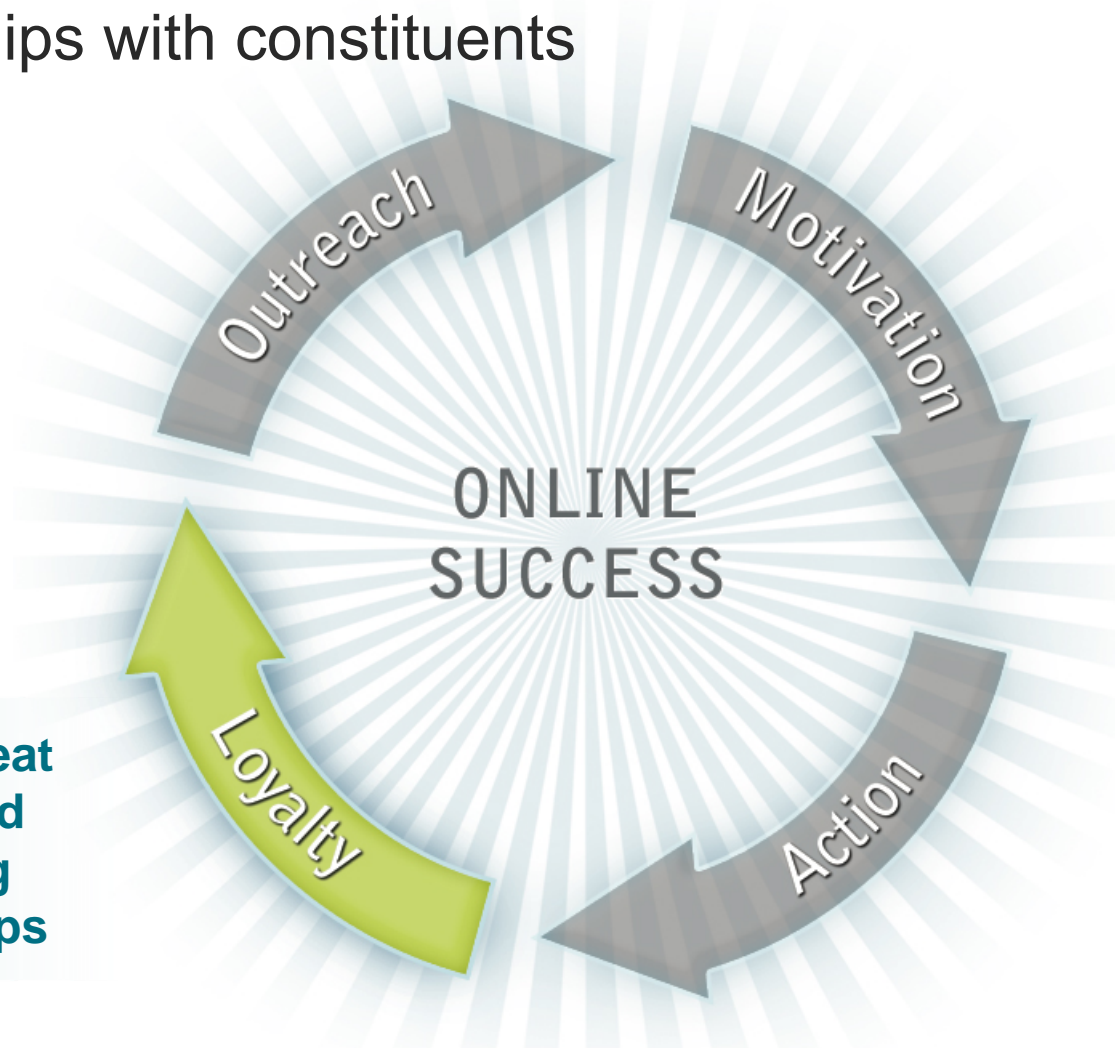 ips with constituents
Outreach
Motivation
ONLINE
SUCCESS
eat
d
g
ps
Loyalty
Action